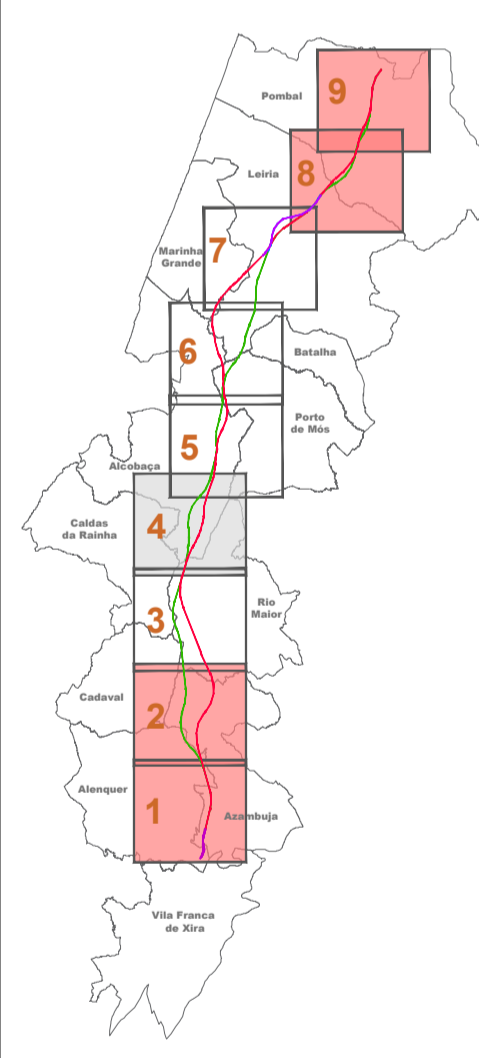 9
Pombal
8
Leiria
7
Marinha
Grande
6
Batalha
Porto
de Mós
5
Alcobaça
4
Caldas
da Rainha
Rio
Maior
3
Cadaval
2
Alenquer
1
Azambuja
Vila Franca
de Xira